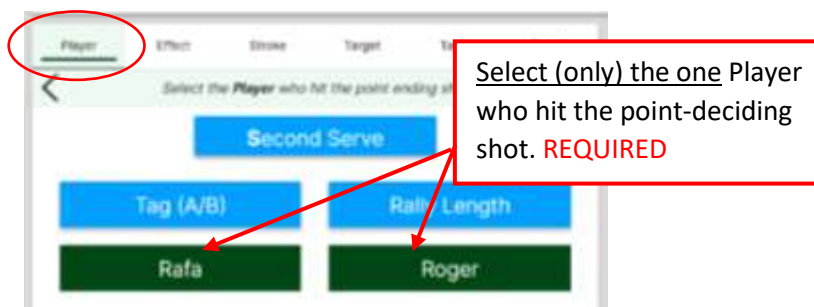 Player Effect Stroke Target
Select the Player who hit the point ending
Select (only) the one Player
who hit the point-deciding
shot. REQUIRED
Second Serve
Tag (A/B) Rally Length
Rafa Roger